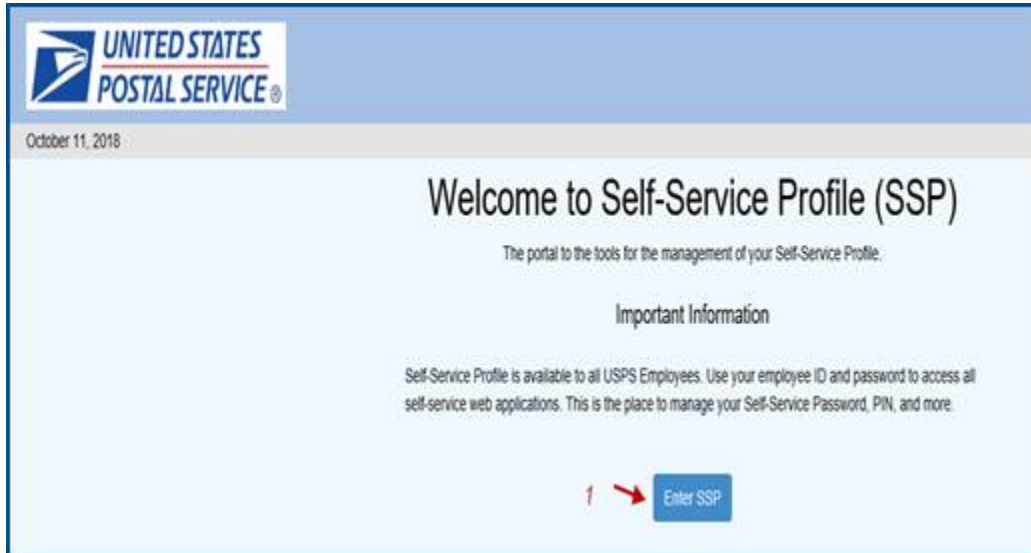 UNITED STATES
POSTAL SERVICE ®
October 11, 2018
Welcome to Self-Service Profile (SSP)
The portal to the tools for the management of your Self-Service Profile.
Important Information
Self-Service Profile is available to all USPS Employees. Use your employee ID and password to access all
self-service web applications. This is the place to manage your Self-Service Password, PIN, and more.
1 Enter SSP